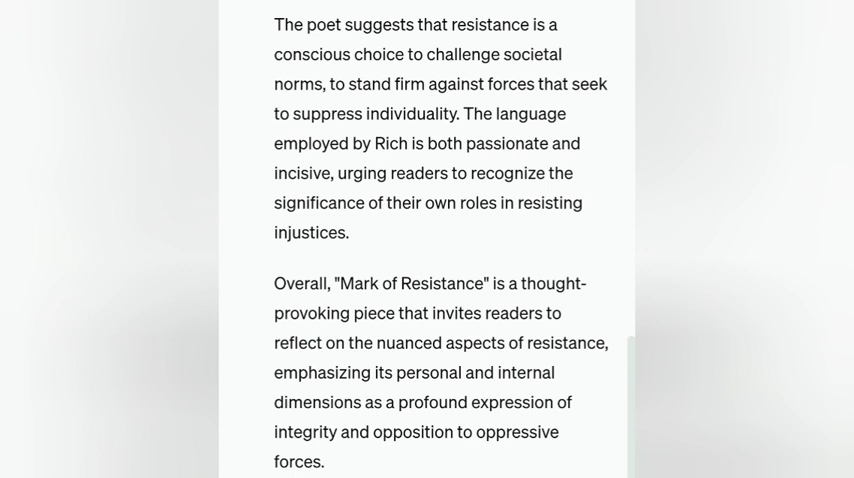 The poet suggests that resistance is a
conscious choice to challenge societal
norms, to stand firm against forces that seek
to suppress individuality. The language
employed by Rich is both passionate and
incisive, urging readers to recognize the
significance of their own roles in resisting
injustices.
Overall, "Mark of Resistance" is a thought-
provoking piece that invites readers to
reflect on the nuanced aspects of resistance,
emphasizing its personal and internal
dimensions as a profound expression of
integrity and opposition to oppressive
forces.